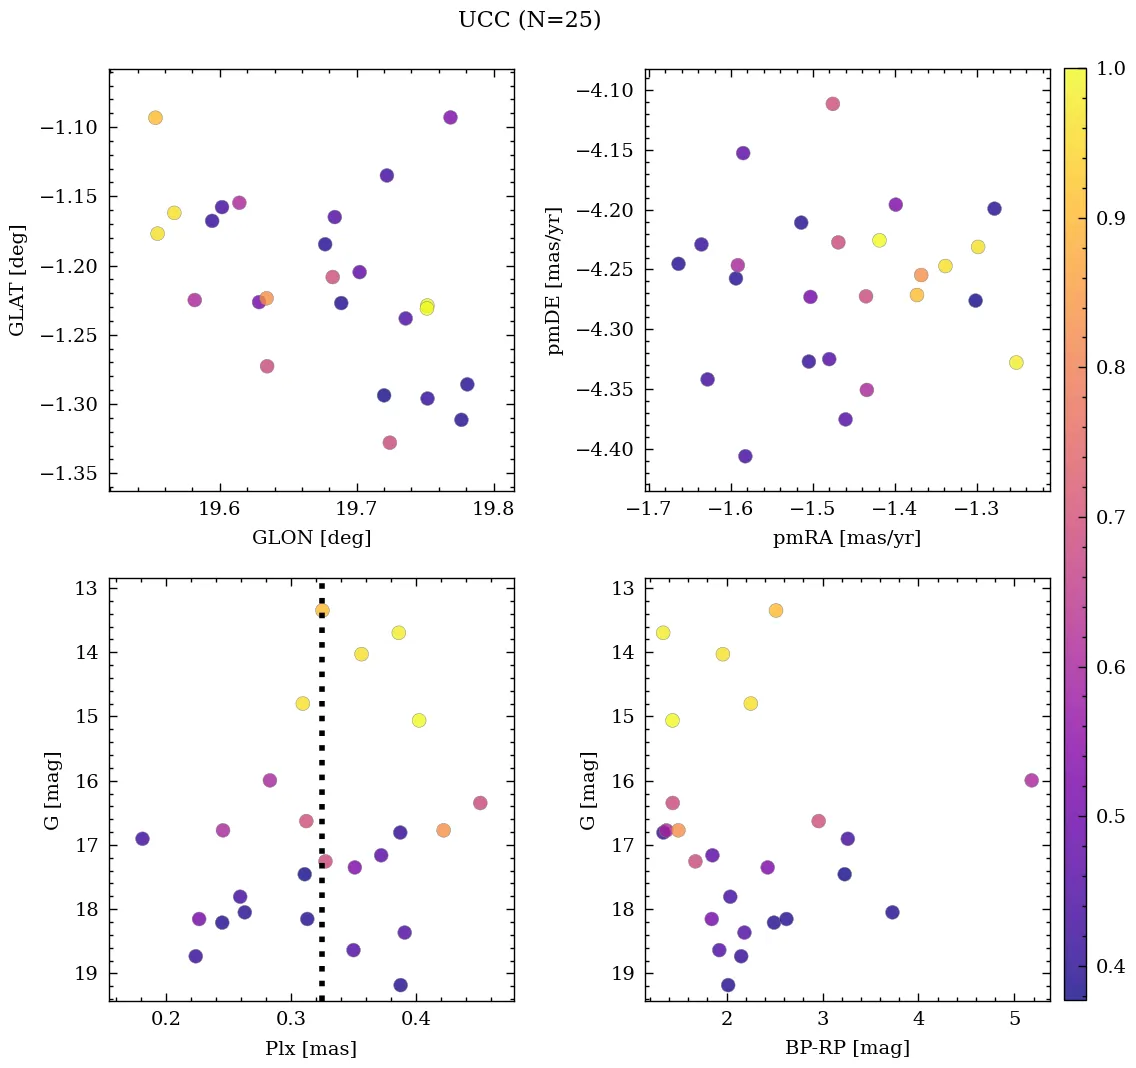 UCC (N=25)
−1.10
−1.15
−1.20
−1.25
−1.30
−1.35
GLAT [deg]
19.6 19.7 19.8
GLON [deg]
−4.10
−4.15
−4.20
−4.25
−4.30
−4.35
−4.40
pmDE [mas/yr]
−1.7 −1.6 −1.5 −1.4 −1.3
pmRA [mas/yr]
13
14
15
16
17
18
19
G [mag]
0.2 0.3 0.4
Plx [mas]
13
14
15
16
17
18
19
G [mag]
2 3 4 5
BP-RP [mag]
1.0
0.9
0.8
0.7
0.6
0.5
0.4